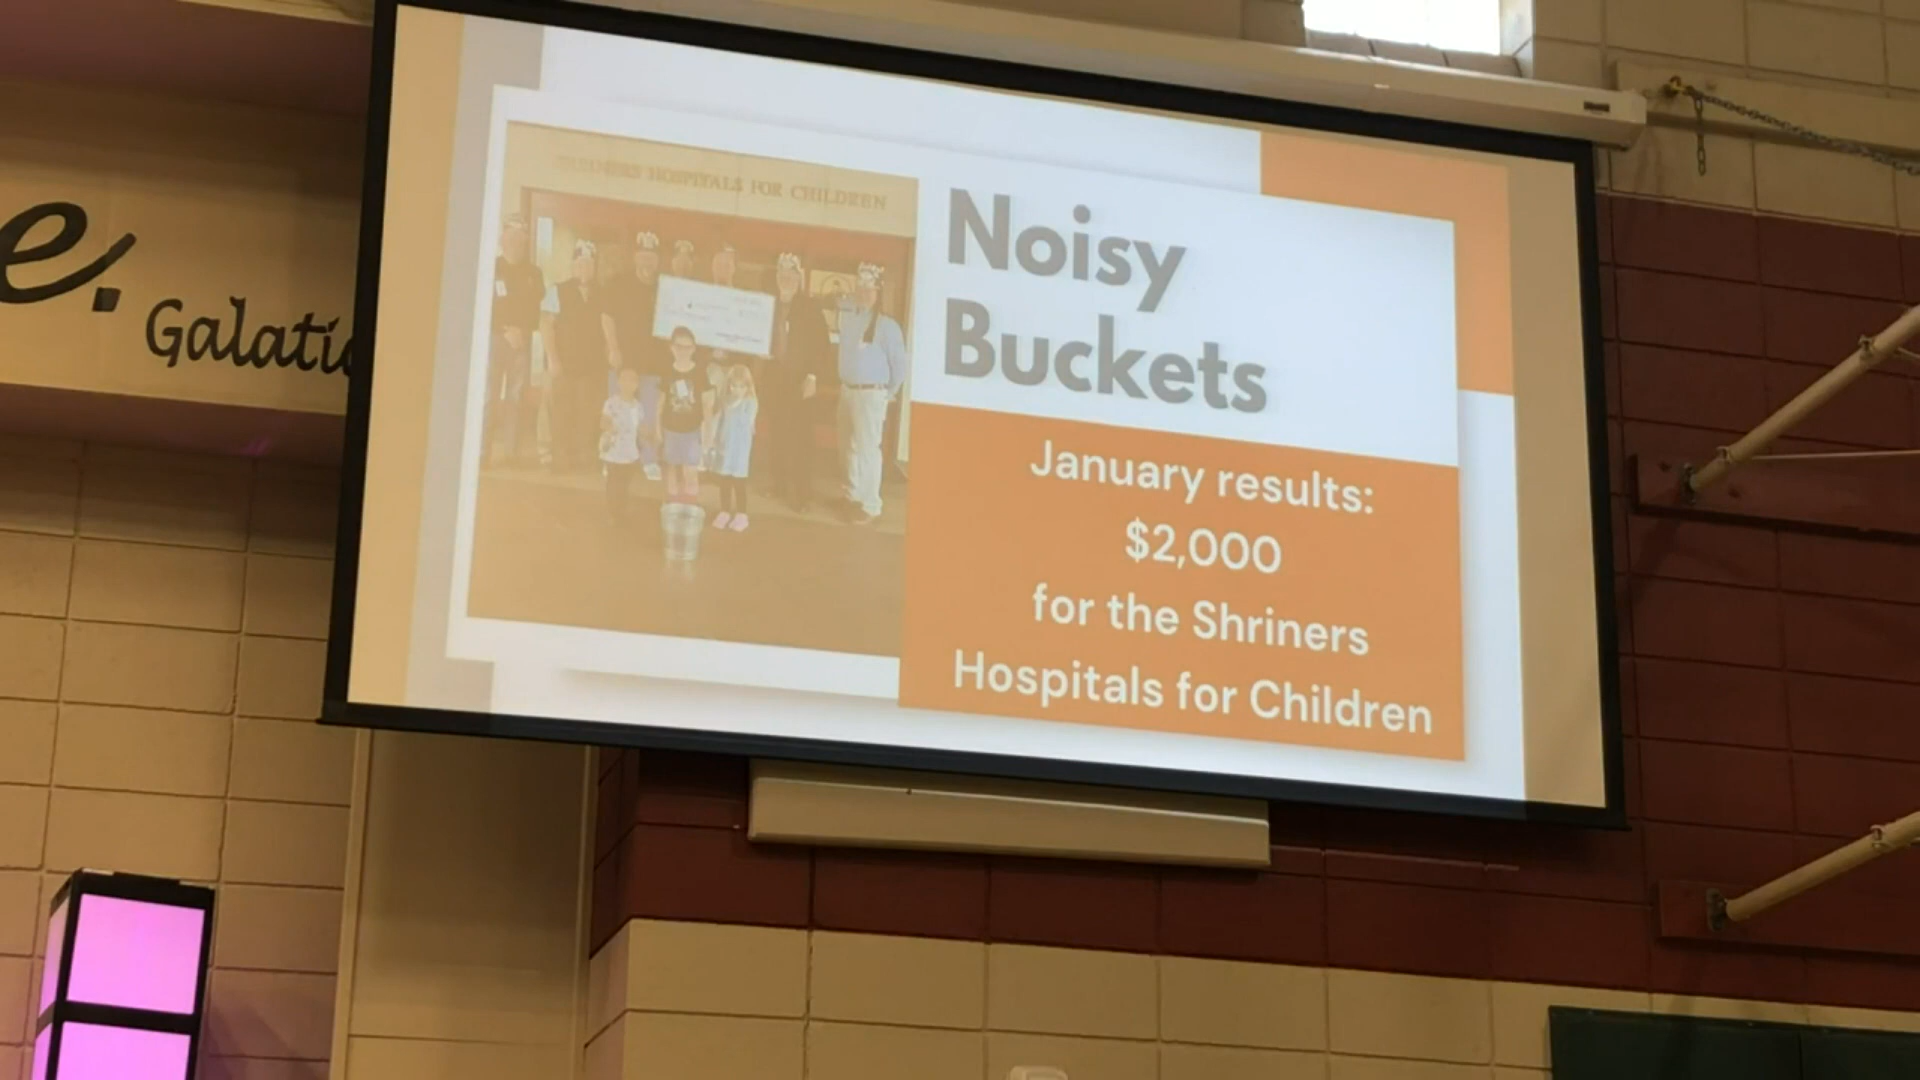 e.
Galati
SHRINERS HOSPITALS FOR CHILDREN
Noisy
Buckets
January results:
$2,000
for the Shriners
Hospitals for Children